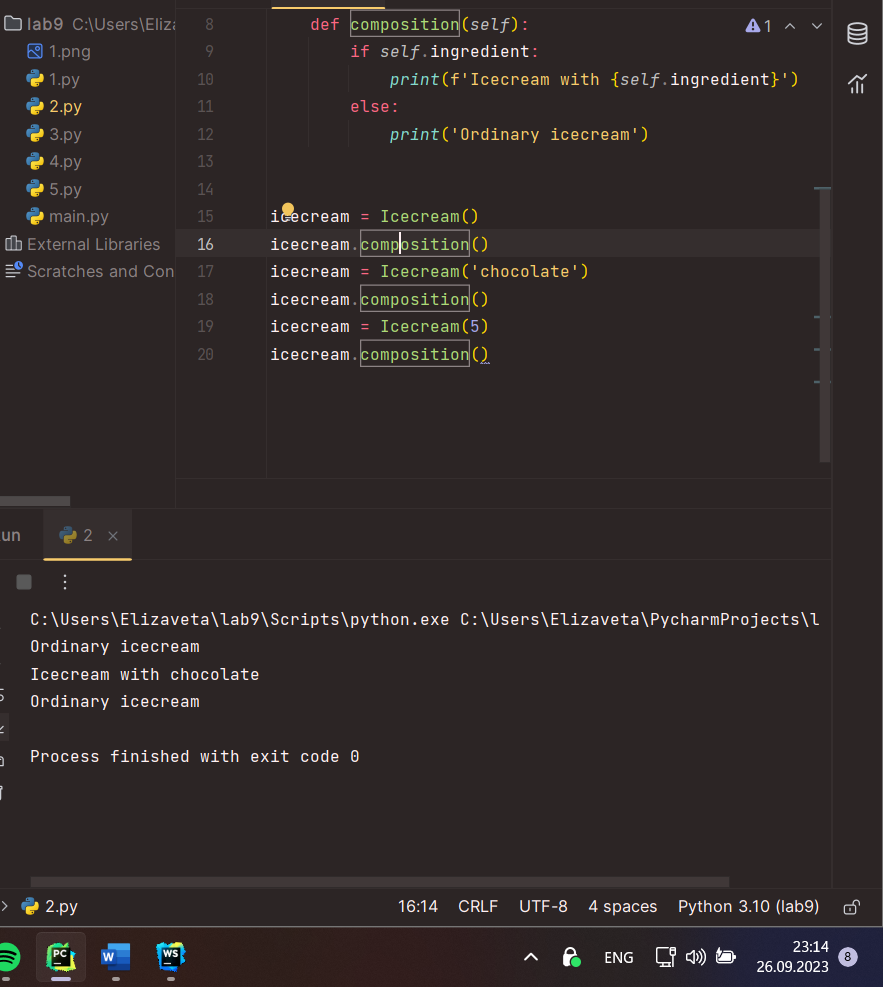 lab9 C:\Users\Eliza
1.png
1.py
2.py
3.py
4.py
5.py
main.py
External Libraries
Scratches and Con
1
8 def composition(self):
9 if self.ingredient:
10 print(f'Icecream with {self.ingredient}')
11 else:
12 print('Ordinary icecream')
13
14
15 icecream = Icecream()
16 icecream.composition()
17 icecream = Icecream('chocolate')
18 icecream.composition()
19 icecream = Icecream(5)
20 icecream.composition()
un
2
C:\Users\Elizaveta\lab9\Scripts\python.exe C:\Users\Elizaveta\PycharmProjects\l
Ordinary icecream
Icecream with chocolate
Ordinary icecream
Process finished with exit code 0
2.py 16:14 CRLF UTF-8 4 spaces Python 3.10 (lab9)
PC W WS ENG 23:14 8
26.09.2023